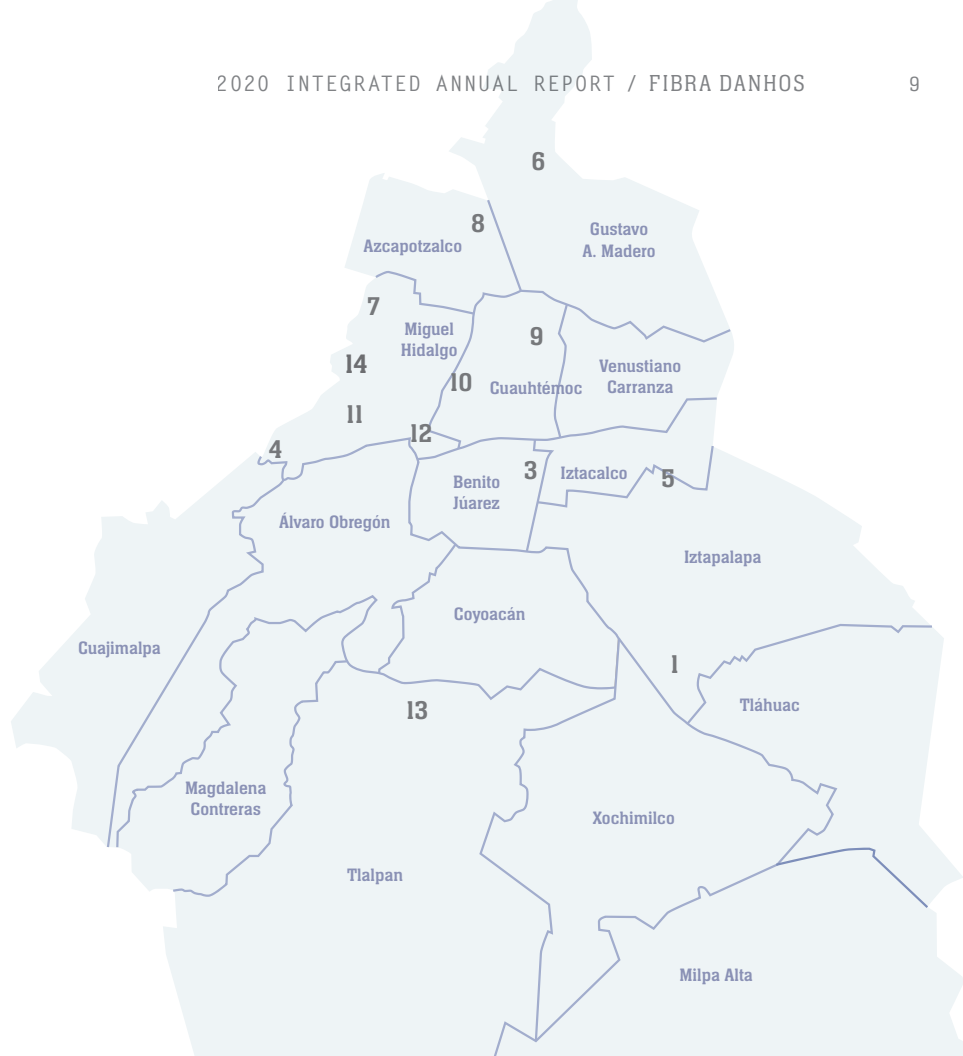 2020 INTEGRATED ANNUAL REPORT / FIBRA DANHOS 9
6
8
Gustavo
A. Madero
Azcapotzalco
7
Miguel
Hidalgo
9
14
Venustiano
Carranza
10
Cuauhtémoc
11
12
4
3
Iztacalco
5
Benito
Júarez
Álvaro Obregón
Iztapalapa
Coyoacán
Cuajimalpa
1
Tláhuac
13
Magdalena
Contreras
Xochimilco
Tlalpan
Milpa Alta